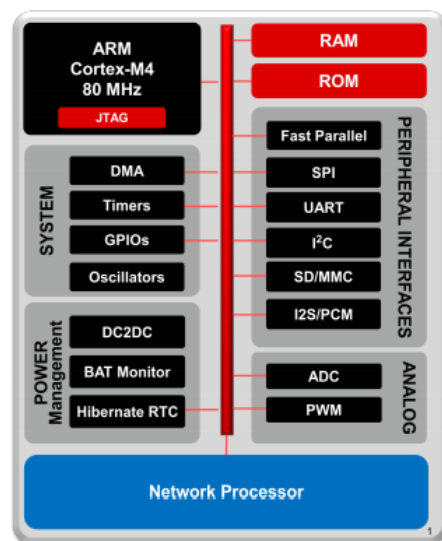 ARM
Cortex-M4
80 MHz
JTAG
RAM
ROM
SYSTEM
DMA
Timers
GPIOs
Oscillators
PERIPHERAL INTERFACES
Fast Parallel
SPI
UART
I²C
SD/MMC
I2S/PCM
POWER
Management
DC2DC
BAT Monitor
Hibernate RTC
ANALOG
ADC
PWM
Network Processor
1